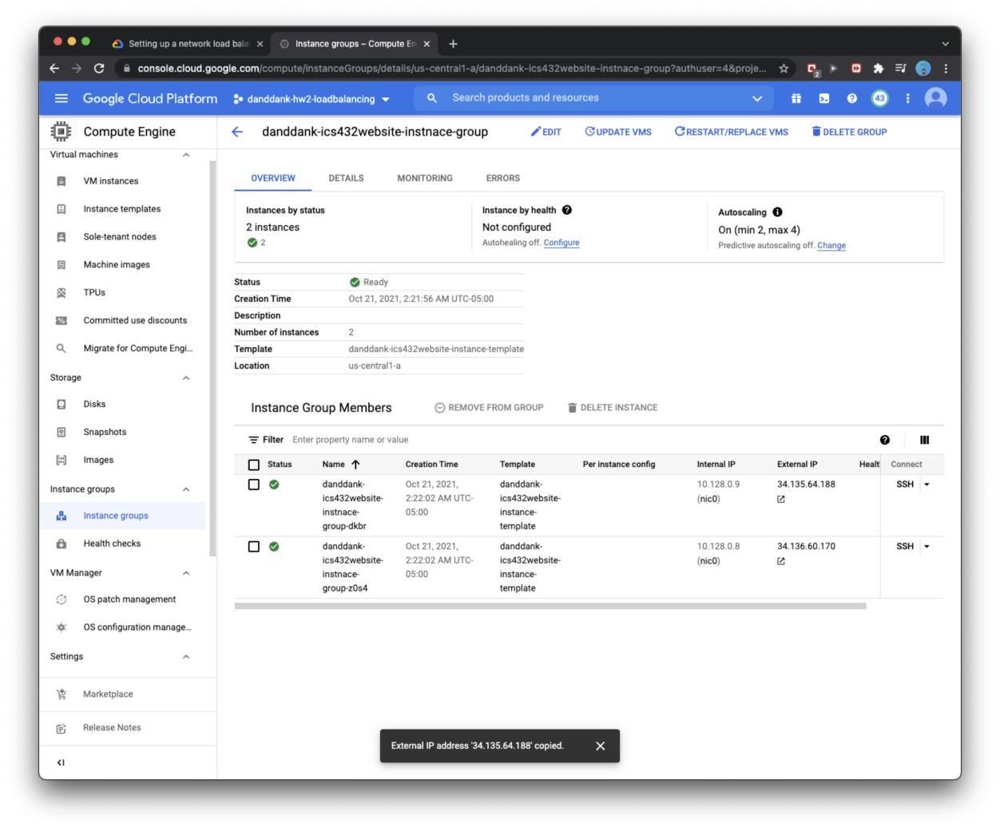 Setting up a network load bala
Instance groups – Compute En
console.cloud.google.com/compute/instanceGroups/details/us-central1-a/danddank-ics432website-instnace-group?authuser=4&proje...
2
Google Cloud Platform
danddank-hw2-loadbalancing
Search products and resources
43
Compute Engine
danddank-ics432website-instnace-group
EDIT
UPDATE VMS
RESTART/REPLACE VMS
DELETE GROUP
Virtual machines
VM instances
Instance templates
Sole-tenant nodes
Machine images
TPUs
Committed use discounts
Migrate for Compute Engi...
Storage
Disks
Snapshots
Images
Instance groups
Instance groups
Health checks
VM Manager
OS patch management
OS configuration manage...
Settings
Marketplace
Release Notes
OVERVIEW
DETAILS
MONITORING
ERRORS
Instances by status
2 instances
2
Instance by health
Not configured
Autohealing off. Configure
Autoscaling
On (min 2, max 4)
Predictive autoscaling off. Change
Status Ready
Creation Time Oct 21, 2021, 2:21:56 AM UTC-05:00
Description
Number of instances 2
Template danddank-ics432website-instance-template
Location us-central1-a
Instance Group Members
REMOVE FROM GROUP
DELETE INSTANCE
Filter Enter property name or value
Status Name Creation Time Template Per instance config Internal IP External IP Healt Connect
danddank-
ics432website-
instnace-
group-dkbr
Oct 21, 2021,
2:22:02 AM UTC-
05:00
danddank-
ics432website-
instance-
template
10.128.0.9
(nic0)
34.135.64.188
SSH
danddank-
ics432website-
instnace-
group-z0s4
Oct 21, 2021,
2:22:02 AM UTC-
05:00
danddank-
ics432website-
instance-
template
10.128.0.8
(nic0)
34.136.60.170
SSH
External IP address '34.135.64.188' copied.